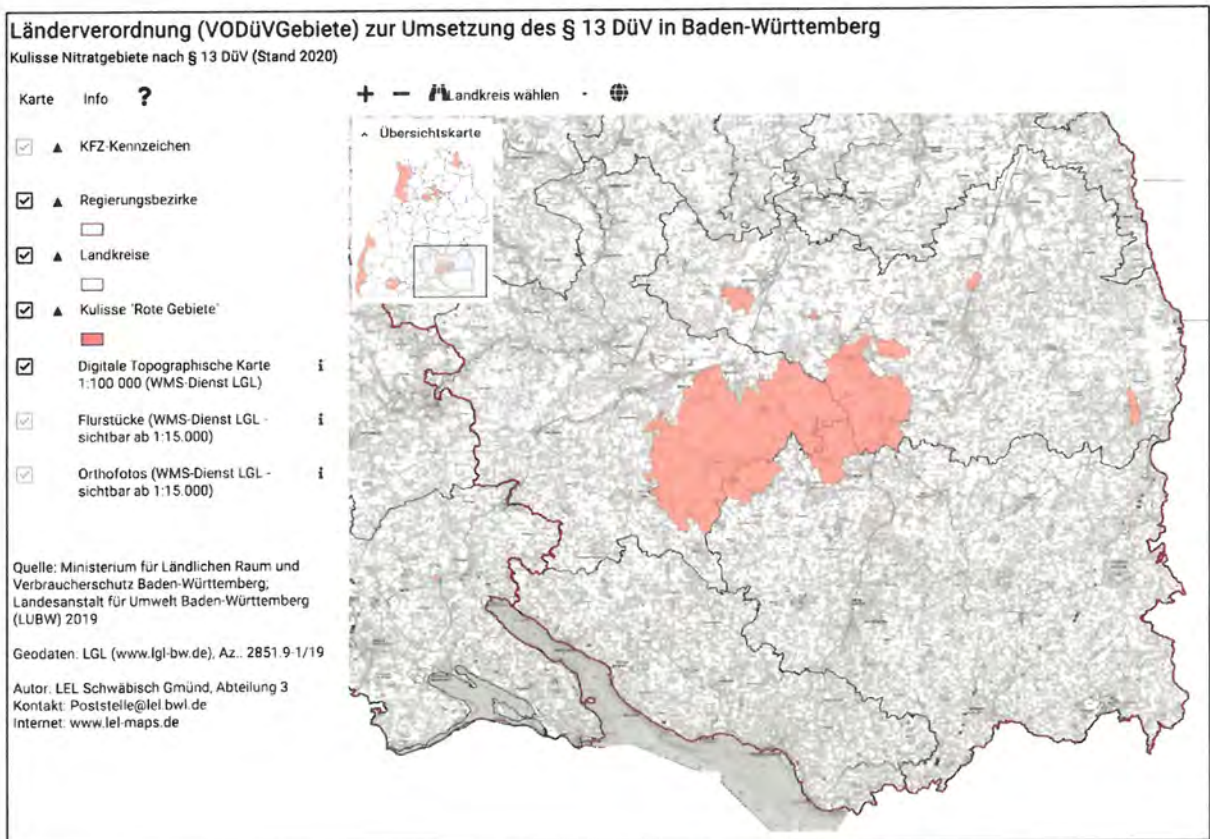 Länderverordnung (VODüVGebiete) zur Umsetzung des § 13 DüV in Baden-Württemberg
Kulisse Nitratgebiete nach § 13 DüV (Stand 2020)
Karte Info ?
+ − Landkreis wählen
Übersichtskarte
KFZ-Kennzeichen
Regierungsbezirke
Landkreise
Kulisse 'Rote Gebiete'
Digitale Topographische Karte i
1:100 000 (WMS-Dienst LGL)
Flurstücke (WMS-Dienst LGL - i
sichtbar ab 1:15.000)
Orthofotos (WMS-Dienst LGL - i
sichtbar ab 1:15.000)
Quelle: Ministerium für Ländlichen Raum und
Verbraucherschutz Baden-Württemberg;
Landesanstalt für Umwelt Baden-Württemberg
(LUBW) 2019
Geodaten: LGL (www.lgl-bw.de), Az.: 2851.9-1/19
Autor: LEL Schwäbisch Gmünd, Abteilung 3
Kontakt: Poststelle@lel.bwl.de
Internet: www.lel-maps.de